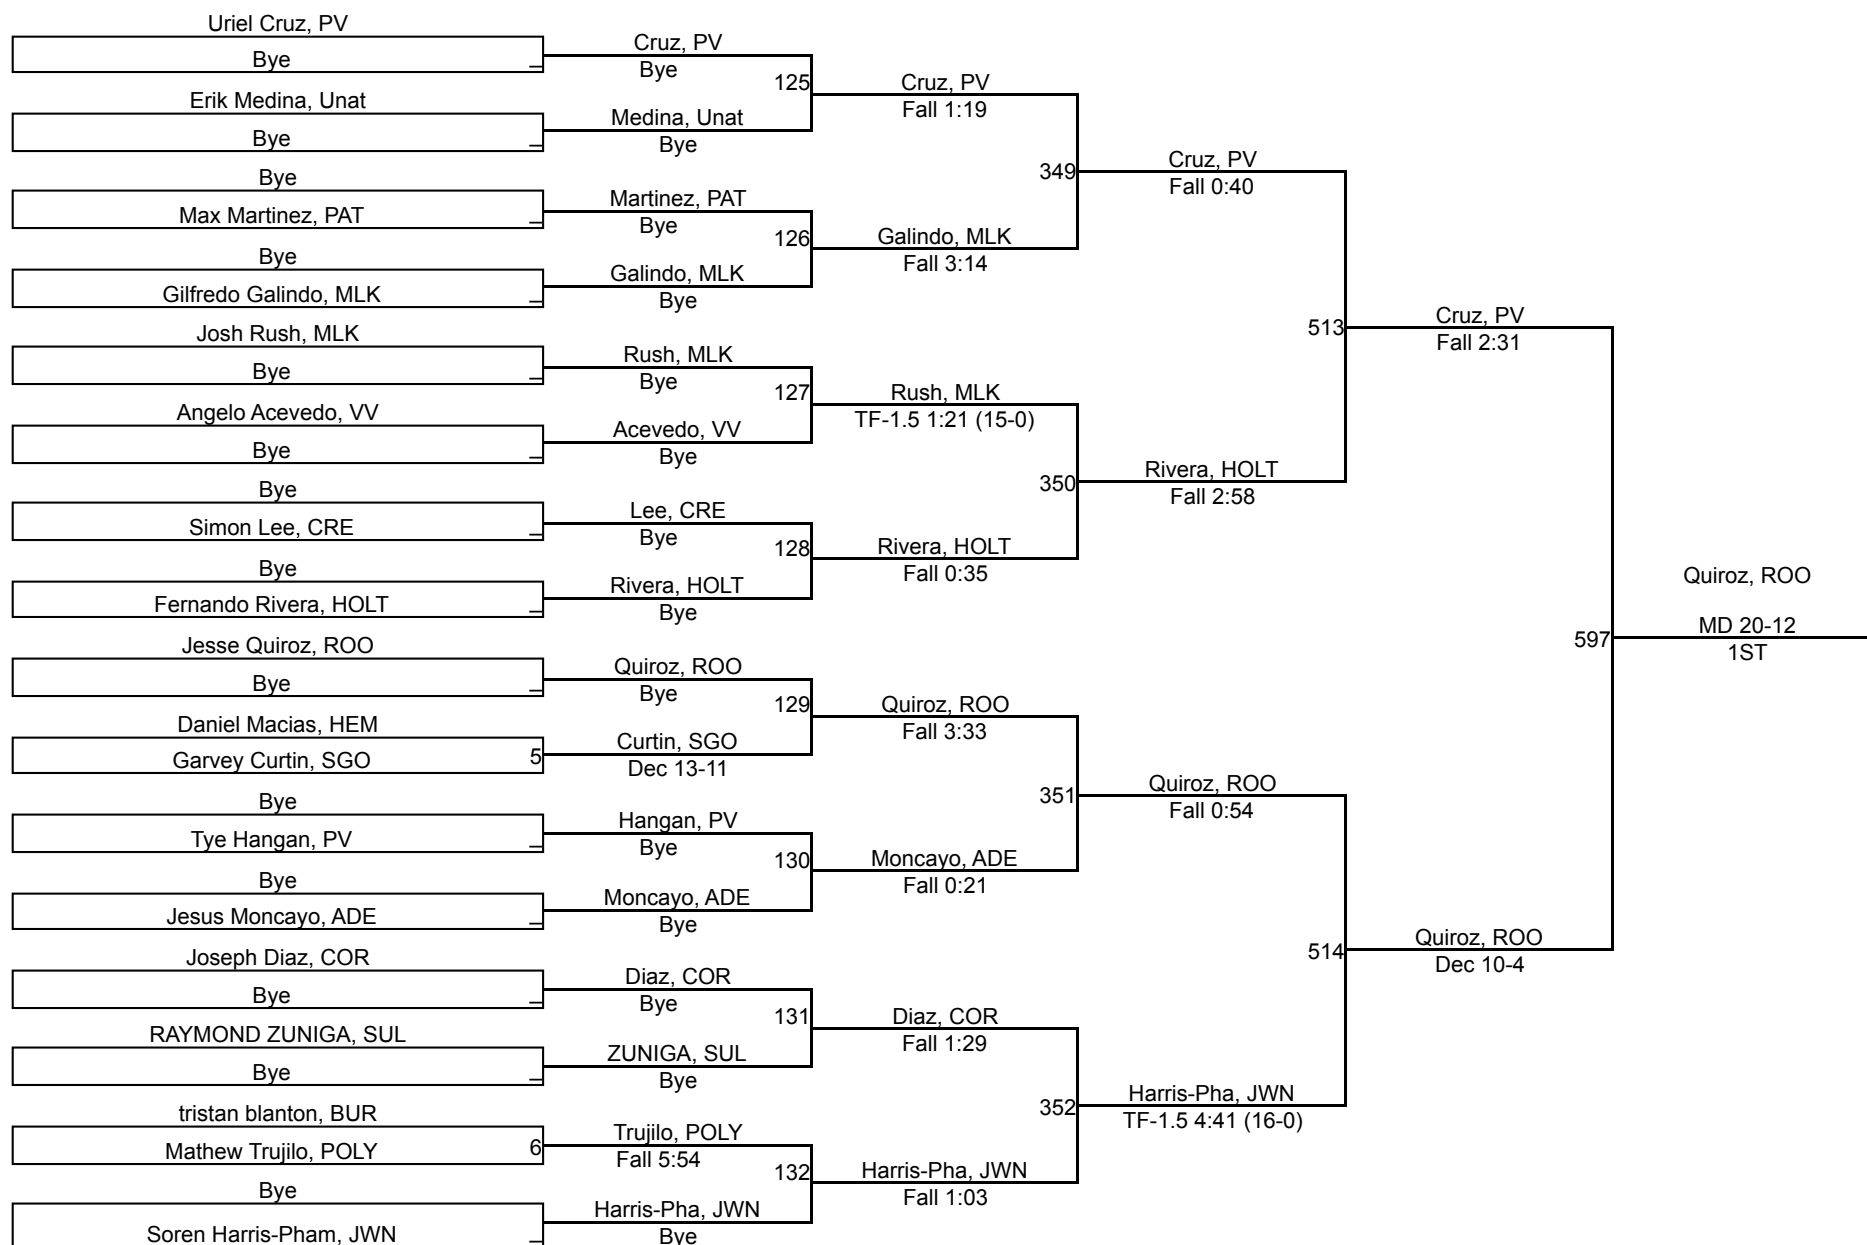 Uriel Cruz, PV
Bye _
Erik Medina, Unat
Bye _
Bye
Max Martinez, PAT _
Bye
Gilfredo Galindo, MLK _
Josh Rush, MLK
Bye _
Angelo Acevedo, VV
Bye _
Bye
Simon Lee, CRE _
Bye
Fernando Rivera, HOLT _
Jesse Quiroz, ROO
Bye _
Daniel Macias, HEM
Garvey Curtin, SGO 5
Bye
Tye Hangan, PV _
Bye
Jesus Moncayo, ADE _
Joseph Diaz, COR
Bye _
RAYMOND ZUNIGA, SUL
Bye _
tristan blanton, BUR
Mathew Trujilo, POLY 6
Bye
Soren Harris-Pham, JWN _
Cruz, PV
Bye
125
Medina, Unat
Bye
Martinez, PAT
Bye
126
Galindo, MLK
Bye
Rush, MLK
Bye
127
Acevedo, VV
Bye
Lee, CRE
Bye
128
Rivera, HOLT
Bye
Quiroz, ROO
Bye
129
Curtin, SGO
Dec 13-11
Hangan, PV
Bye
130
Moncayo, ADE
Bye
Diaz, COR
Bye
131
ZUNIGA, SUL
Bye
Trujilo, POLY
Fall 5:54
132
Harris-Pha, JWN
Bye
Cruz, PV
Fall 1:19
349
Galindo, MLK
Fall 3:14
Rush, MLK
TF-1.5 1:21 (15-0)
350
Rivera, HOLT
Fall 0:35
Quiroz, ROO
Fall 3:33
351
Moncayo, ADE
Fall 0:21
Diaz, COR
Fall 1:29
352
Harris-Pha, JWN
Fall 1:03
Cruz, PV
Fall 0:40
513
Rivera, HOLT
Fall 2:58
Quiroz, ROO
Fall 0:54
514
Harris-Pha, JWN
TF-1.5 4:41 (16-0)
Cruz, PV
Fall 2:31
597
Quiroz, ROO
Dec 10-4
Quiroz, ROO
MD 20-12
1ST